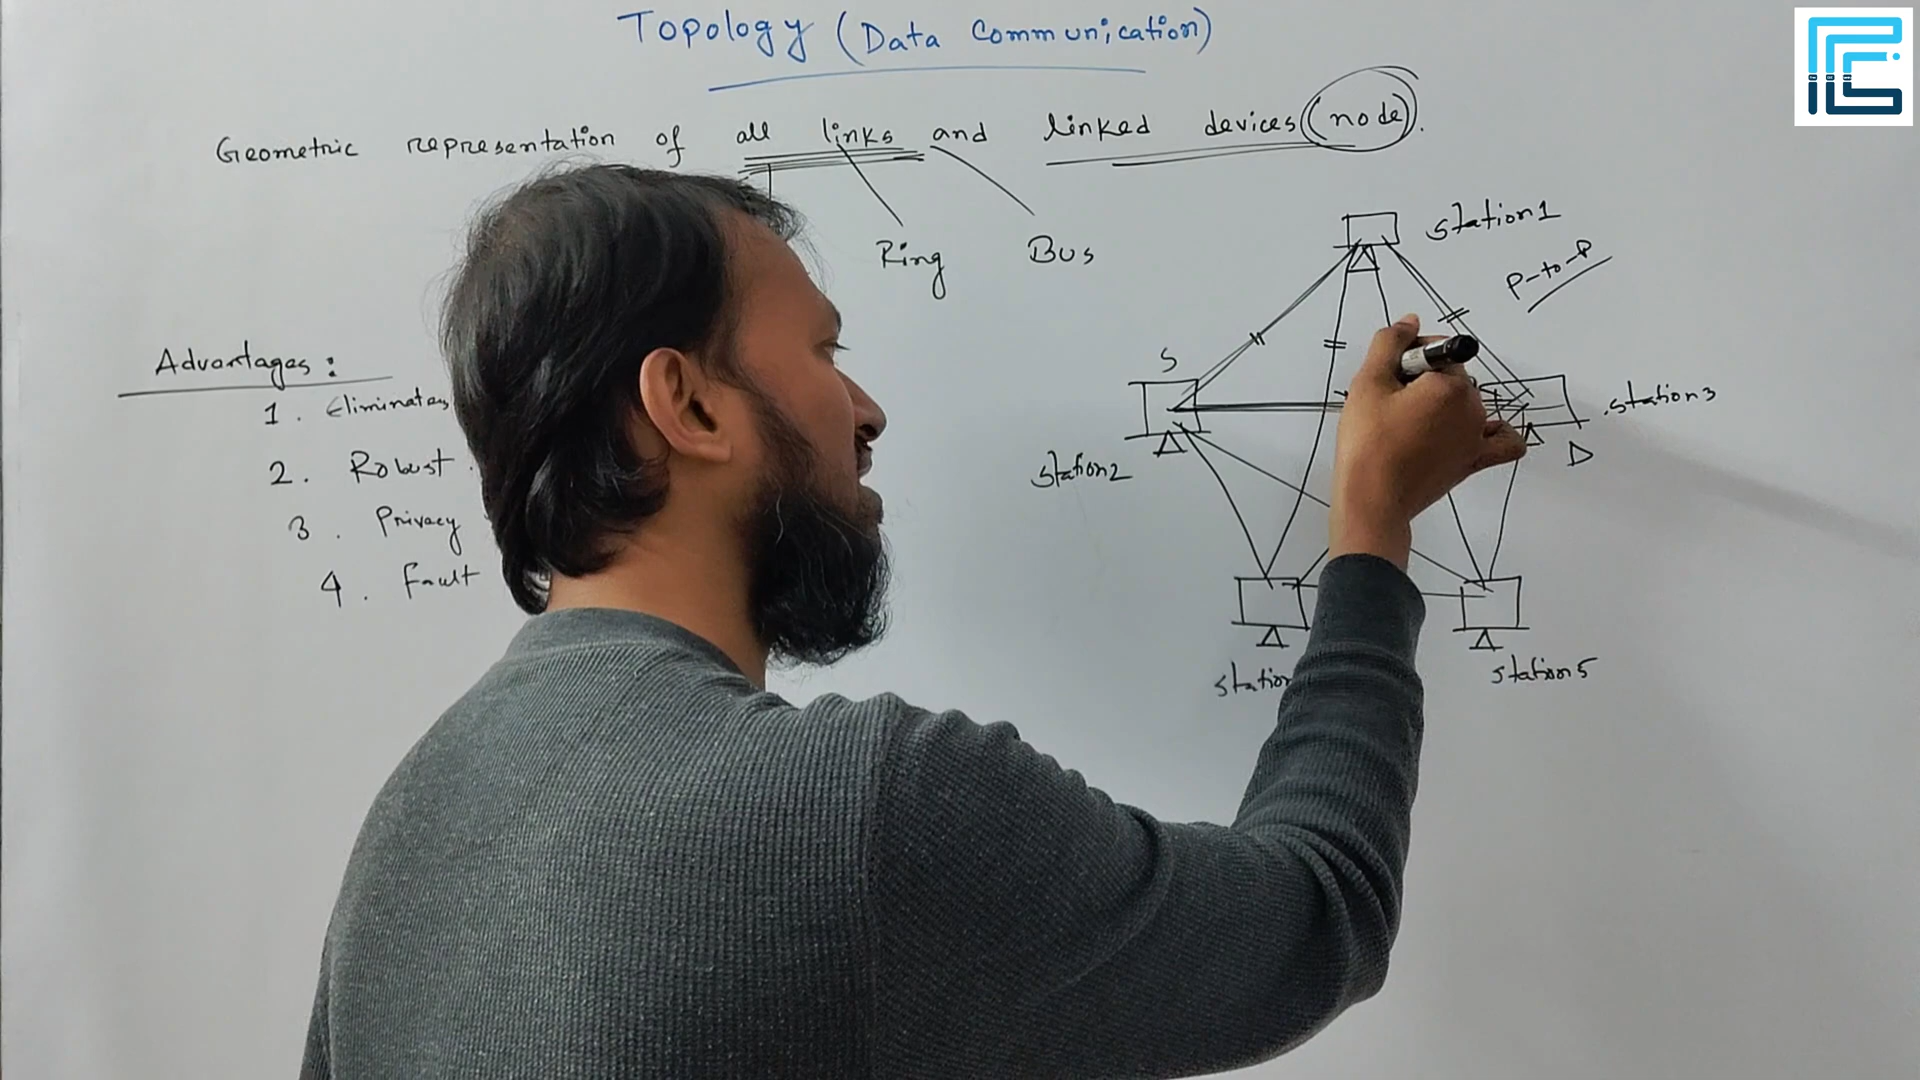 Topology (Data Communication)
Geometric representation of all links and linked devices (node).
Ring Bus
station1
P-to-P
Advantages:
1. Eliminates
2. Robust.
3. Privacy
4. Fault
S
station2
station3
D
station
station5